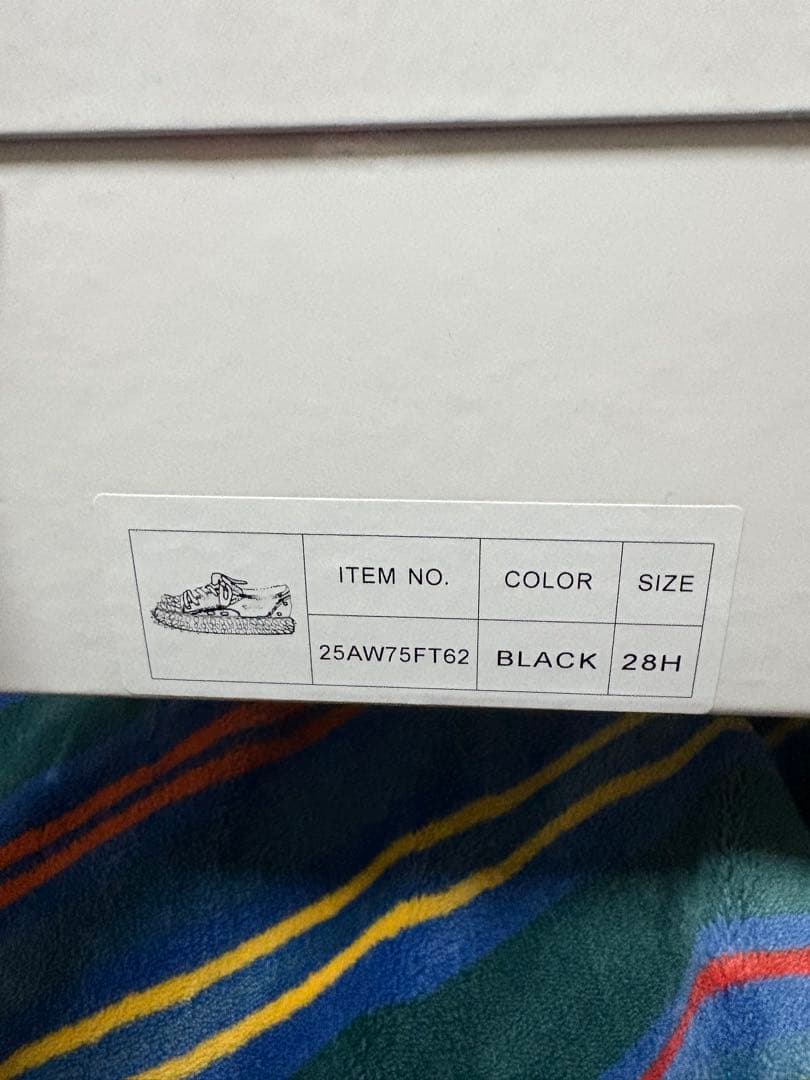 ITEM NO. COLOR SIZE
25AW75FT62 BLACK 28H